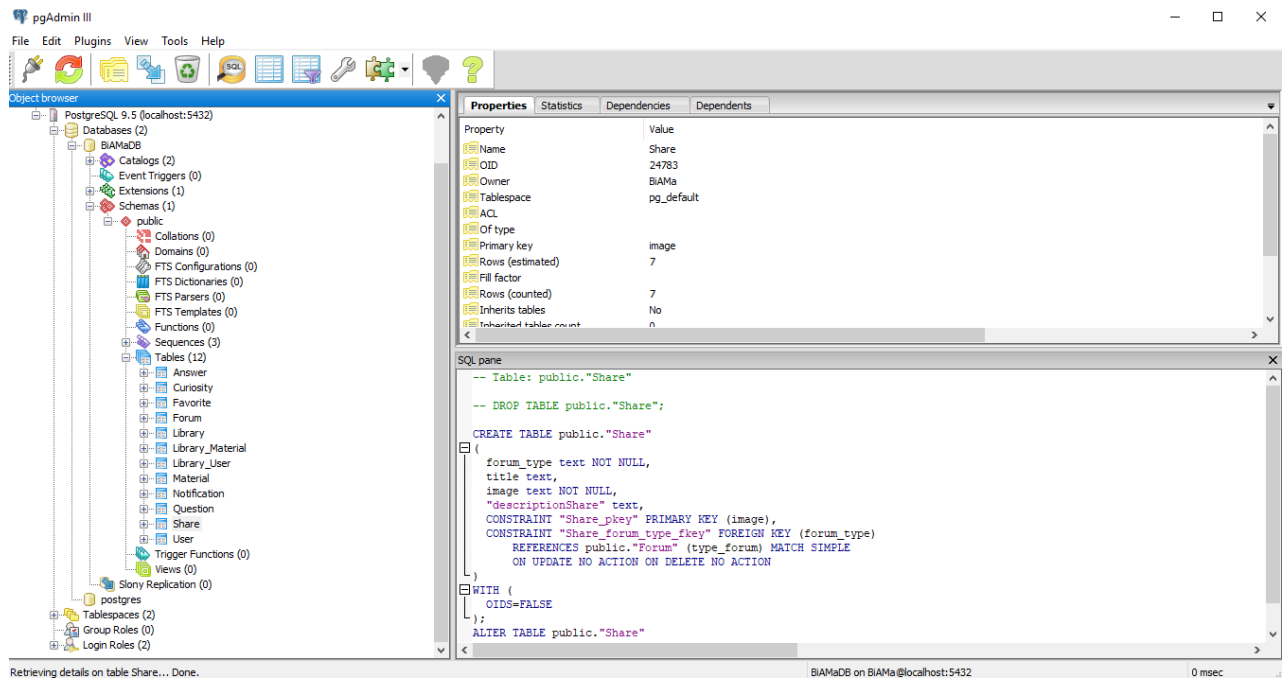 pgAdmin III
File Edit Plugins View Tools Help
SQL
Object browser
PostgreSQL 9.5 (localhost:5432)
Databases (2)
BiAMaDB
Catalogs (2)
Event Triggers (0)
Extensions (1)
Schemas (1)
public
Collations (0)
Domains (0)
FTS Configurations (0)
FTS Dictionaries (0)
FTS Parsers (0)
FTS Templates (0)
Functions (0)
Sequences (3)
Tables (12)
Answer
Curiosity
Favorite
Forum
Library
Library_Material
Library_User
Material
Notification
Question
Share
User
Trigger Functions (0)
Views (0)
Slony Replication (0)
postgres
Tablespaces (2)
Group Roles (0)
Login Roles (2)
Properties Statistics Dependencies Dependents
Property Value
Name Share
OID 24783
Owner BiAMa
Tablespace pg_default
ACL
Of type
Primary key image
Rows (estimated) 7
Fill factor
Rows (counted) 7
Inherits tables No
Inherited tables count 0
SQL pane
-- Table: public."Share"
-- DROP TABLE public."Share";
CREATE TABLE public."Share"
(
forum_type text NOT NULL,
title text,
image text NOT NULL,
"descriptionShare" text,
CONSTRAINT "Share_pkey" PRIMARY KEY (image),
CONSTRAINT "Share_forum_type_fkey" FOREIGN KEY (forum_type)
REFERENCES public."Forum" (type_forum) MATCH SIMPLE
ON UPDATE NO ACTION ON DELETE NO ACTION
)
WITH (
OIDS=FALSE
);
ALTER TABLE public."Share"
Retrieving details on table Share... Done. BiAMaDB on BiAMa@localhost:5432 0 msec